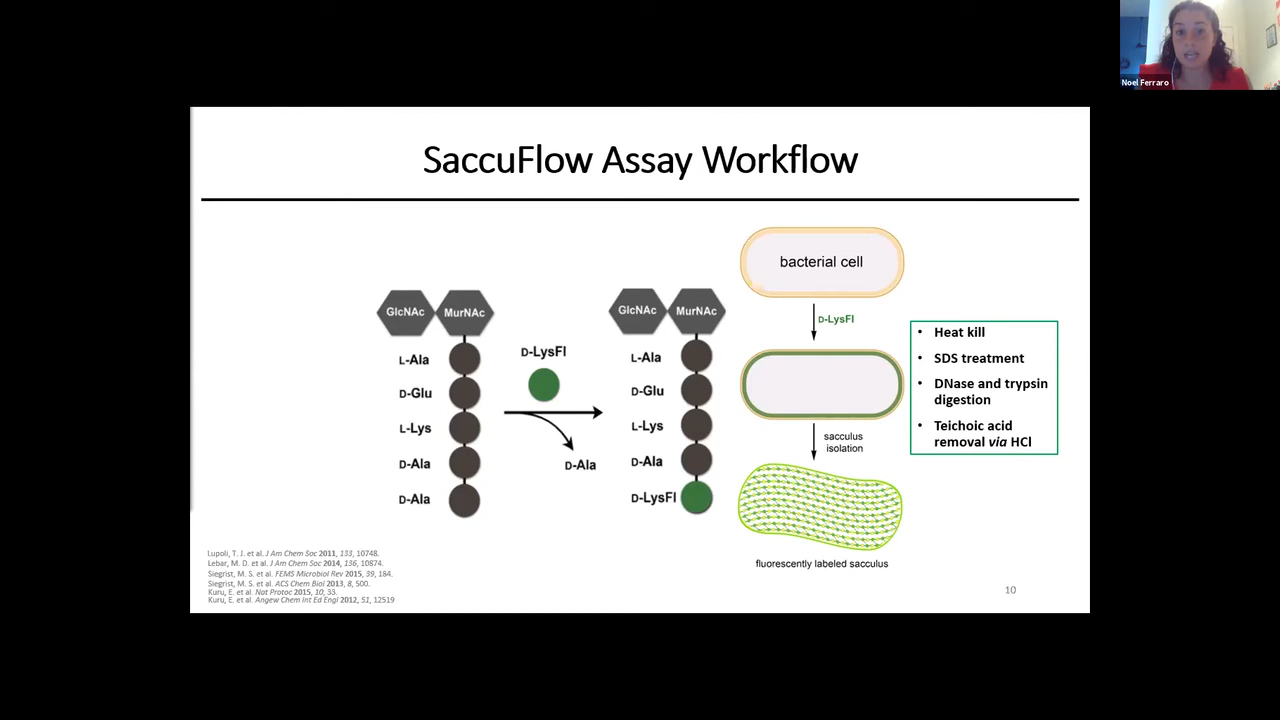 Noel Ferraro
SaccuFlow Assay Workflow
GlcNAc
MurNAc
L-Ala
D-Glu
L-Lys
D-Ala
D-Ala
D-LysFl
D-Ala
GlcNAc
MurNAc
L-Ala
D-Glu
L-Lys
D-Ala
D-LysFl
bacterial cell
D-LysFl
sacculus
isolation
fluorescently labeled sacculus
• Heat kill
• SDS treatment
• DNase and trypsin
digestion
• Teichoic acid
removal via HCl
Lupoli, T. J. et al. J Am Chem Soc 2011, 133, 10748.
Lebar, M. D. et al. J Am Chem Soc 2014, 136, 10874.
Siegrist, M. S. et al. FEMS Microbiol Rev 2015, 39, 184.
Siegrist, M. S. et al. ACS Chem Biol 2013, 8, 500.
Kuru, E. et al. Nat Protoc 2015, 10, 33.
Kuru, E. et al. Angew Chem Int Ed Engl 2012, 51, 12519
10